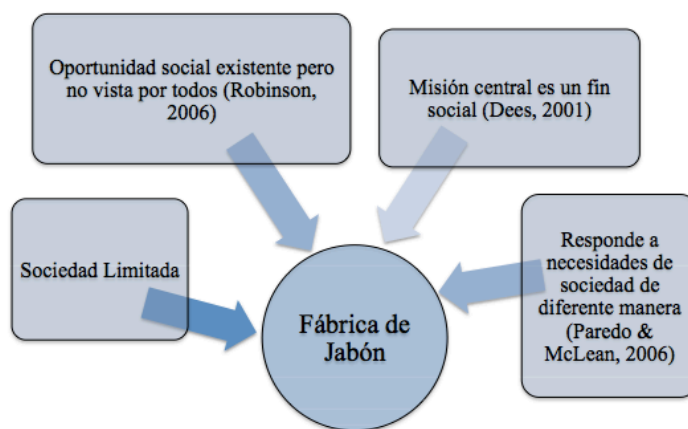 Oportunidad social existente pero
no vista por todos (Robinson,
2006)
Misión central es un fin
social (Dees, 2001)
Sociedad Limitada
Responde a
necesidades de
sociedad de
diferente manera
(Paredo &
McLean, 2006)
Fábrica de
Jabón